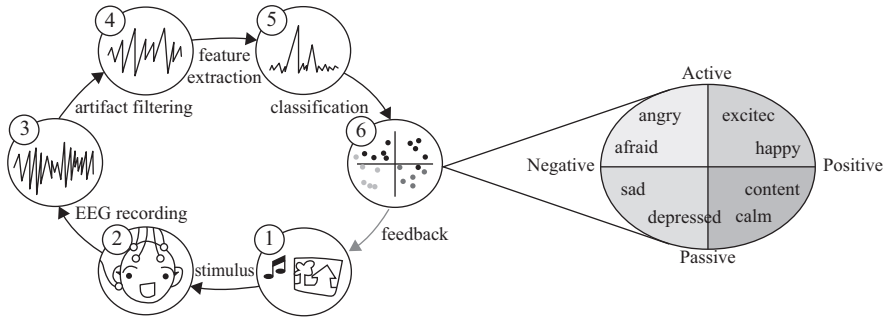 4
5
feature
extraction
artifact filtering
classification
3
6
EEG recording
feedback
2
1
stimulus
Active
angry
excitec
afraid
happy
Negative
Positive
sad
content
depressed
calm
Passive